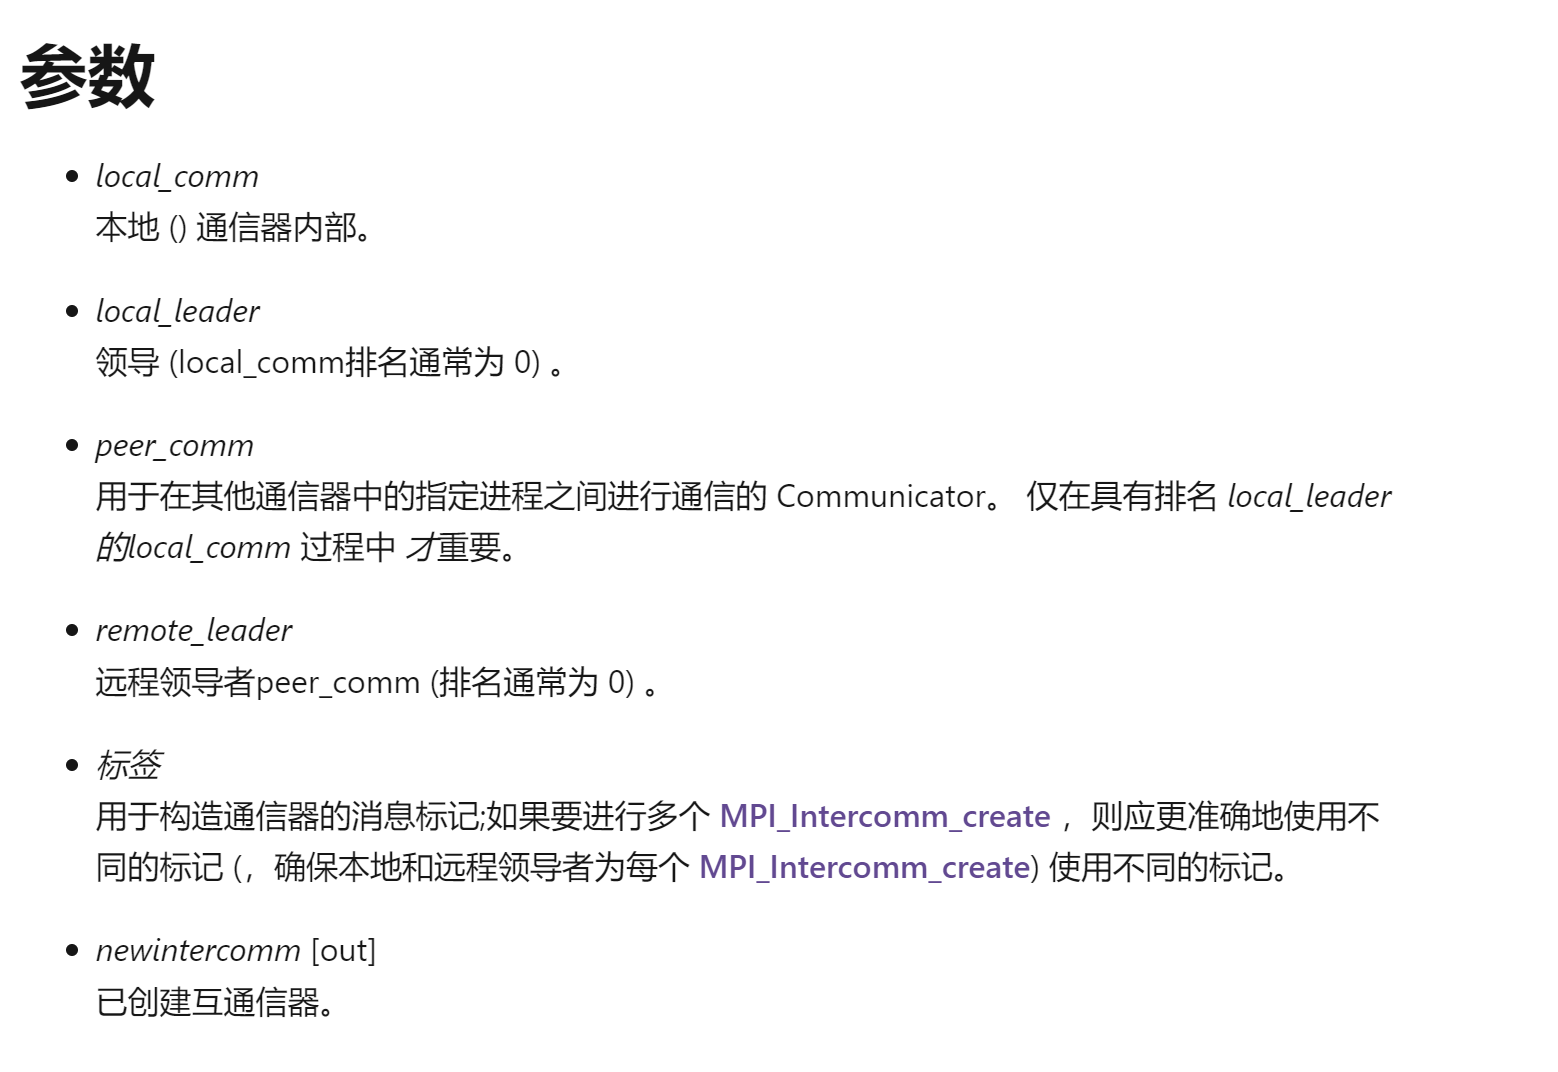 参数
local_comm
本地 () 通信器内部。
local_leader
领导 (local_comm排名通常为 0) 。
peer_comm
用于在其他通信器中的指定进程之间进行通信的 Communicator。 仅在具有排名 local_leader
的local_comm 过程中 才重要。
remote_leader
远程领导者peer_comm (排名通常为 0) 。
标签
用于构造通信器的消息标记;如果要进行多个 MPI_Intercomm_create ，则应更准确地使用不
同的标记 (，确保本地和远程领导者为每个 MPI_Intercomm_create) 使用不同的标记。
newintercomm [out]
已创建互通信器。